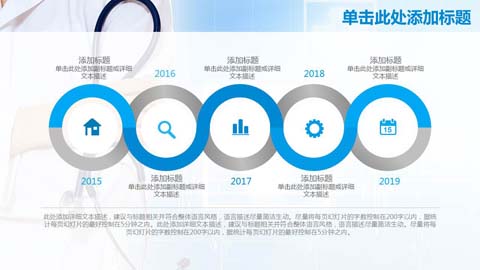 单击此处添加标题
添加标题
单击此处添加副标题或详细
文本描述
2016
添加标题
单击此处添加副标题或详细
文本描述
2018
添加标题
单击此处添加副标题或详细
文本描述
15
2015
添加标题
单击此处添加副标题或详细
文本描述
2017
添加标题
单击此处添加副标题或详细
文本描述
2019
此处添加详细文本描述，建议与标题相关并符合整体语言风格，语言描述尽量简洁生动。尽量将每页幻灯片的字数控制在200字以内，据统
计每页幻灯片的最好控制在5分钟之内。此处添加详细文本描述，建议与标题相关并符合整体语言风格，语言描述尽量简洁生动。尽量将每
页幻灯片的字数控制在200字以内，据统计每页幻灯片的最好控制在5分钟之内。